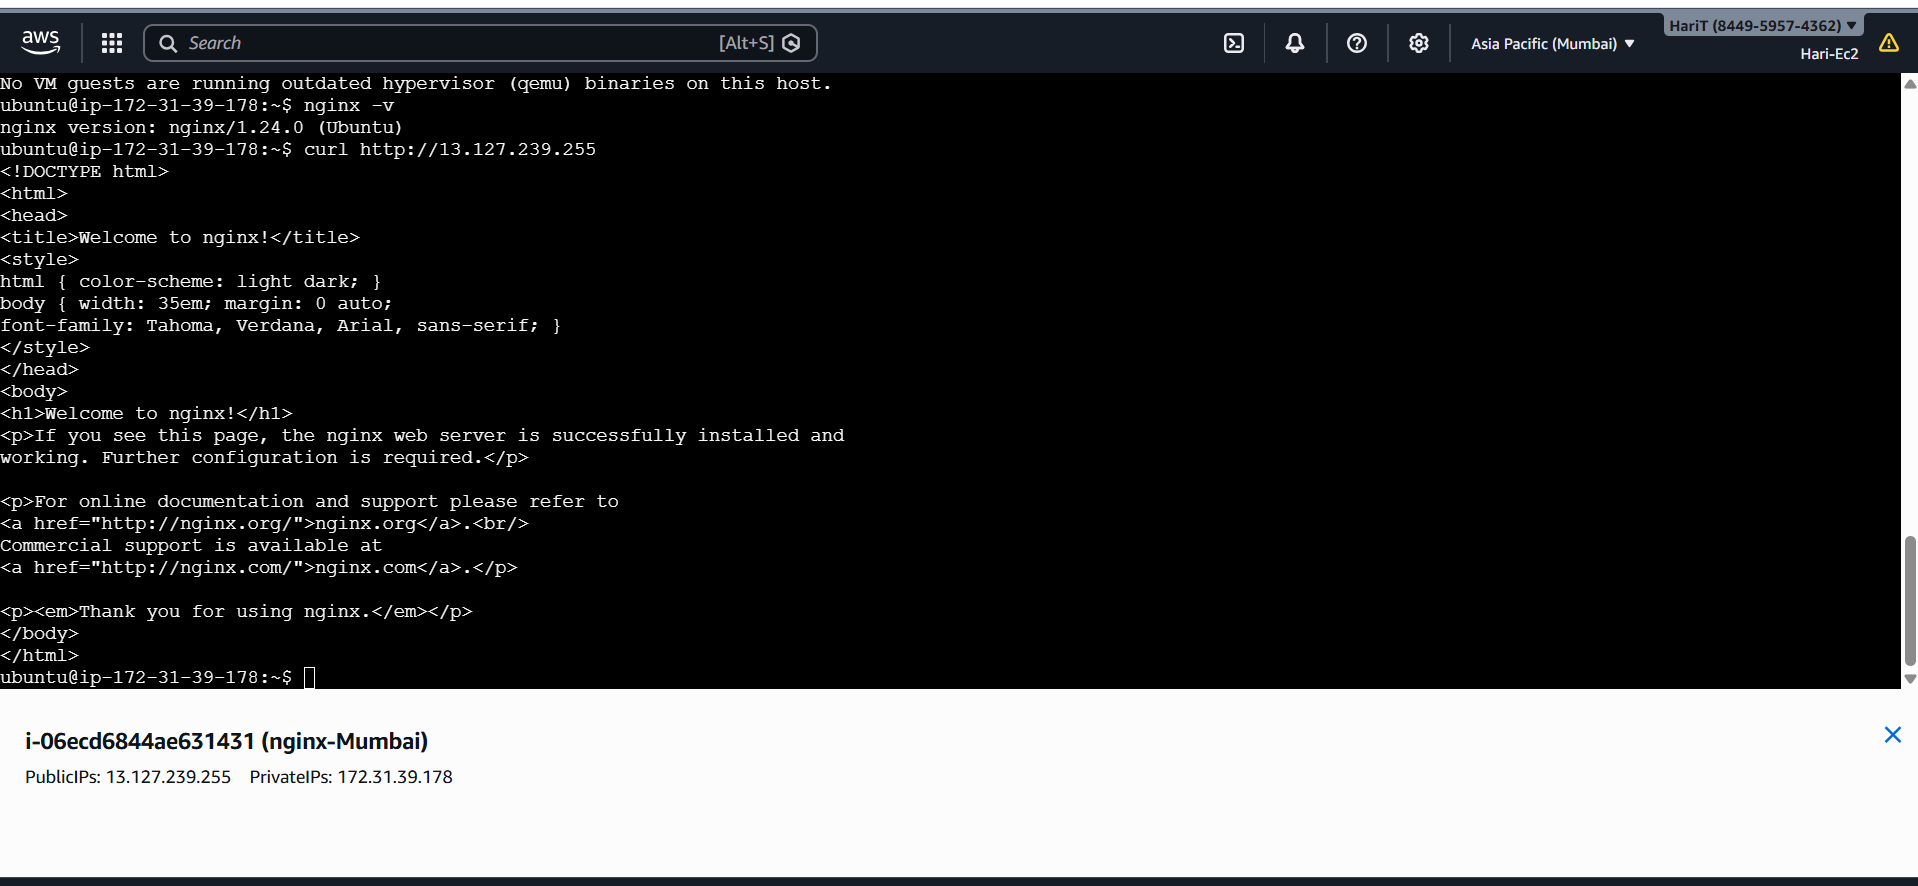 aws
Search
[Alt+S]
Asia Pacific (Mumbai)
HariT (8449-5957-4362)
Hari-Ec2
No VM guests are running outdated hypervisor (qemu) binaries on this host.
ubuntu@ip-172-31-39-178:~$ nginx -v
nginx version: nginx/1.24.0 (Ubuntu)
ubuntu@ip-172-31-39-178:~$ curl http://13.127.239.255
<!DOCTYPE html>
<html>
<head>
<title>Welcome to nginx!</title>
<style>
html { color-scheme: light dark; }
body { width: 35em; margin: 0 auto;
font-family: Tahoma, Verdana, Arial, sans-serif; }
</style>
</head>
<body>
<h1>Welcome to nginx!</h1>
<p>If you see this page, the nginx web server is successfully installed and
working. Further configuration is required.</p>
<p>For online documentation and support please refer to
<a href="http://nginx.org/">nginx.org</a>.<br/>
Commercial support is available at
<a href="http://nginx.com/">nginx.com</a>.</p>
<p><em>Thank you for using nginx.</em></p>
</body>
</html>
ubuntu@ip-172-31-39-178:~$
i-06ecd6844ae631431 (nginx-Mumbai)
PublicIPs: 13.127.239.255 PrivateIPs: 172.31.39.178